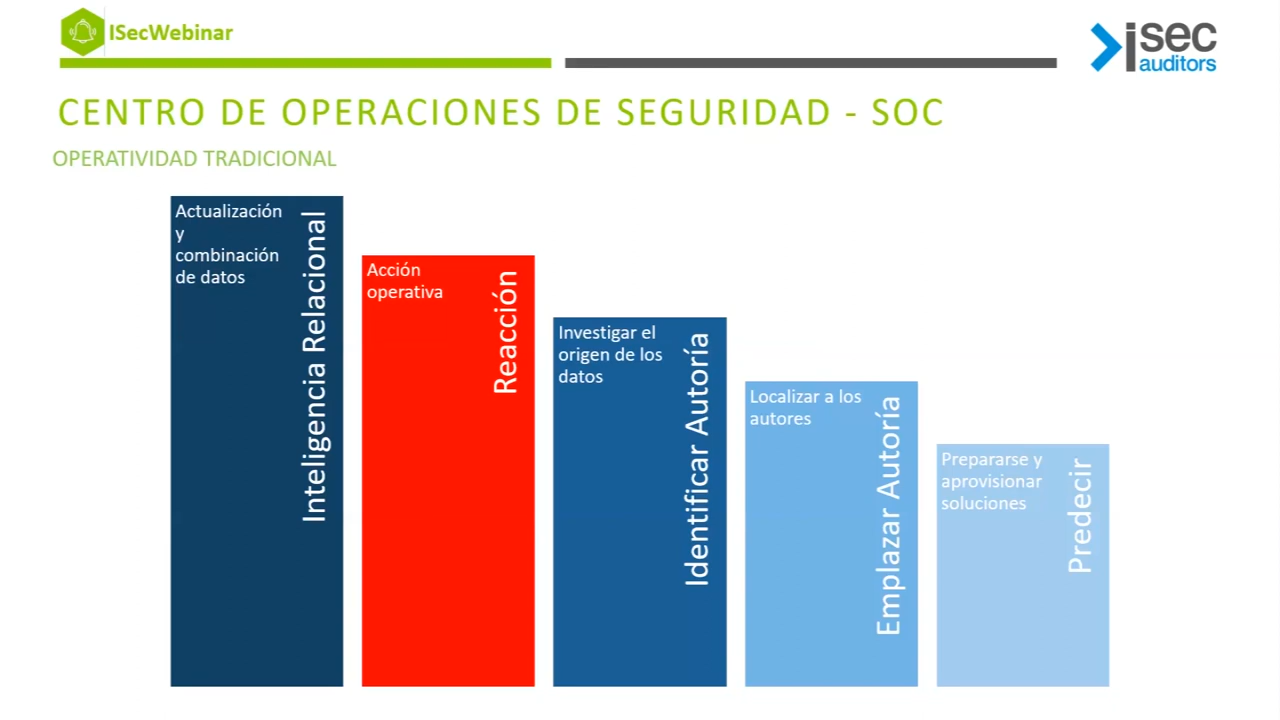 ISecWebinar
isec
auditors
CENTRO DE OPERACIONES DE SEGURIDAD - SOC
OPERATIVIDAD TRADICIONAL
Actualización
y
combinación
de datos
Inteligencia Relacional
Acción
operativa
Reacción
Investigar el
origen de los
datos
Identificar Autoría
Localizar a los
autores
Emplazar Autoría
Prepararse y
aprovisionar
soluciones
Predecir